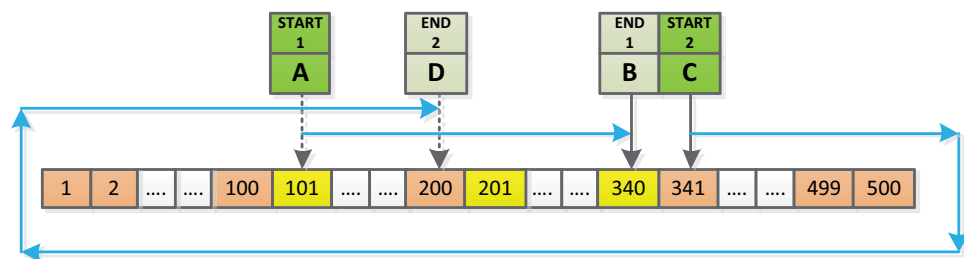 START END END START
1 2 1 2
A D B C
1 2 .... .... 100 101 .... .... 200 201 .... .... 340 341 .... .... 499 500